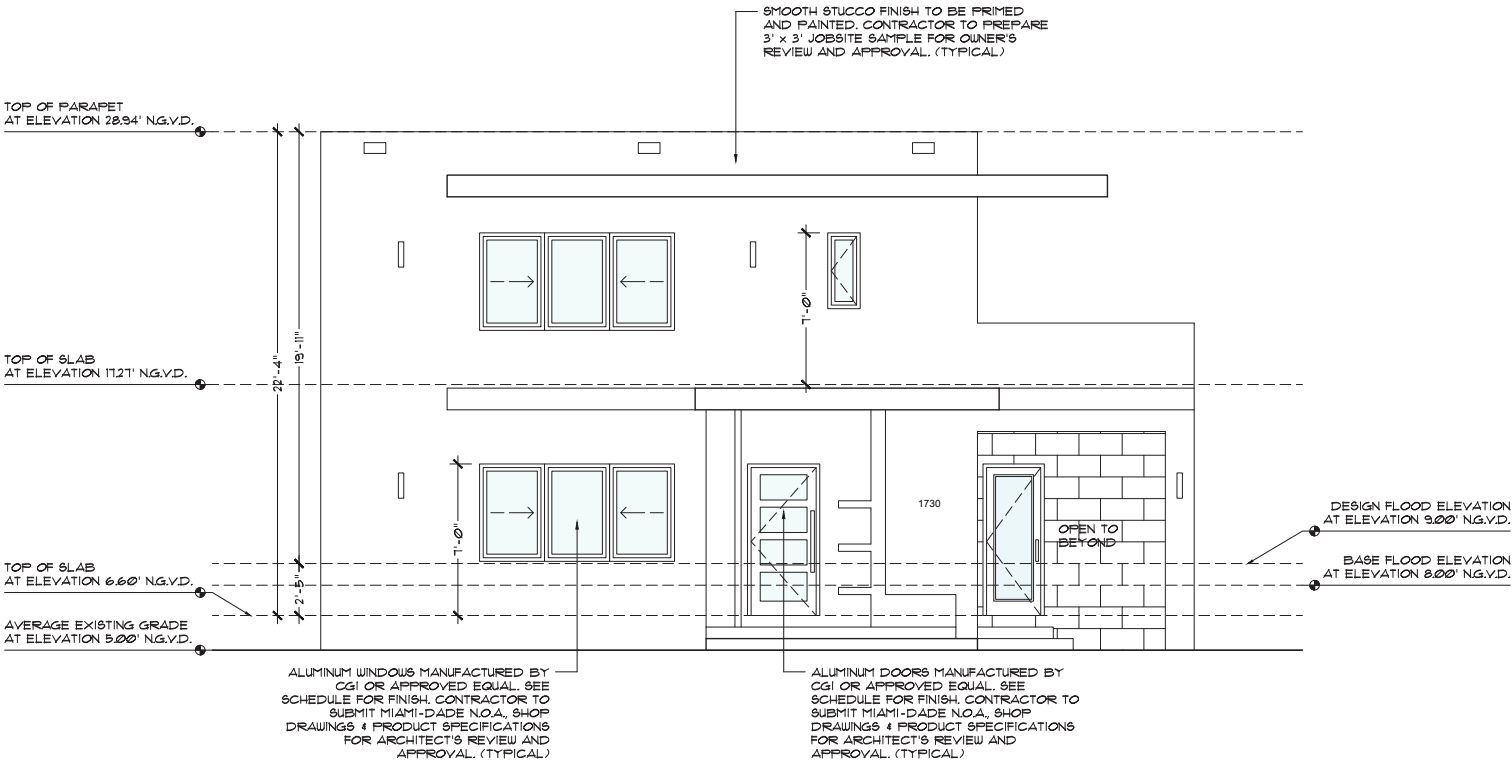 SMOOTH STUCCO FINISH TO BE PRIMED
AND PAINTED. CONTRACTOR TO PREPARE
3' x 3' JOBSITE SAMPLE FOR OWNER'S
REVIEW AND APPROVAL. (TYPICAL)
TOP OF PARAPET
AT ELEVATION 28.94' N.G.V.D.
7'-0"
TOP OF SLAB
AT ELEVATION 17.27' N.G.V.D.
22'-4"
19'-11"
1730
7'-0"
OPEN TO
BEYOND
DESIGN FLOOD ELEVATION
AT ELEVATION 9.00' N.G.V.D.
BASE FLOOD ELEVATION
AT ELEVATION 8.00' N.G.V.D.
TOP OF SLAB
AT ELEVATION 6.60' N.G.V.D.
2'-5"
AVERAGE EXISTING GRADE
AT ELEVATION 5.00' N.G.V.D.
ALUMINUM WINDOWS MANUFACTURED BY
CGI OR APPROVED EQUAL. SEE
SCHEDULE FOR FINISH. CONTRACTOR TO
SUBMIT MIAMI-DADE N.O.A., SHOP
DRAWINGS & PRODUCT SPECIFICATIONS
FOR ARCHITECT'S REVIEW AND
APPROVAL. (TYPICAL)
ALUMINUM DOORS MANUFACTURED BY
CGI OR APPROVED EQUAL. SEE
SCHEDULE FOR FINISH. CONTRACTOR TO
SUBMIT MIAMI-DADE N.O.A., SHOP
DRAWINGS & PRODUCT SPECIFICATIONS
FOR ARCHITECT'S REVIEW AND
APPROVAL. (TYPICAL)